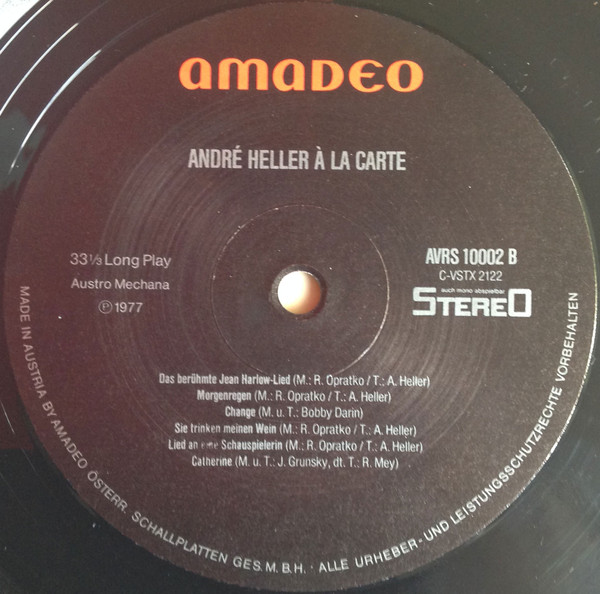 amadeo
ANDRÉ HELLER À LA CARTE
33⅓ Long Play
Austro Mechana
Ⓟ 1977
AVRS 10002 B
C-VSTX 2122
auch mono abspielbar
STEREO
Das berühmte Jean Harlow-Lied (M.: R. Opratko / T.: A. Heller)
Morgenregen (M.: R. Opratko / T.: A. Heller)
Change (M. u. T.: Bobby Darin)
Sie trinken meinen Wein (M.: R. Opratko / T.: A. Heller)
Lied an eine Schauspielerin (M.: R. Opratko / T.: A. Heller)
Catherine (M. u. T.: J. Grunsky, dt. T.: R. Mey)
MADE IN AUSTRIA BY AMADEO ÖSTERR. SCHALLPLATTEN GES. M. B. H. · ALLE URHEBER- UND LEISTUNGSSCHUTZRECHTE VORBEHALTEN